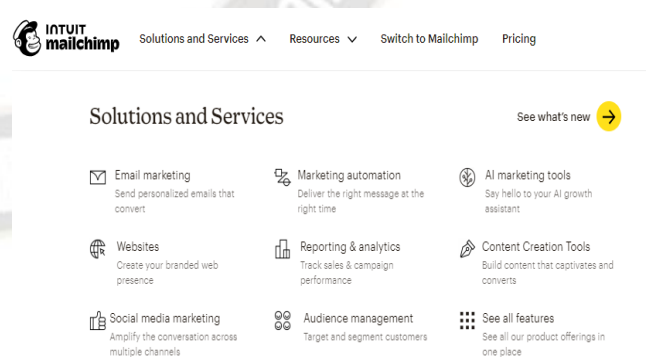 INTUIT
mailchimp
Solutions and Services
Resources
Switch to Mailchimp
Pricing
Solutions and Services
See what's new
Email marketing
Send personalized emails that
convert
Marketing automation
Deliver the right message at the
right time
AI marketing tools
Say hello to your AI growth
assistant
Websites
Create your branded web
presence
Reporting & analytics
Track sales & campaign
performance
Content Creation Tools
Build content that captivates and
converts
Social media marketing
Amplify the conversation across
multiple channels
Audience management
Target and segment customers
See all features
See all our product offerings in
one place